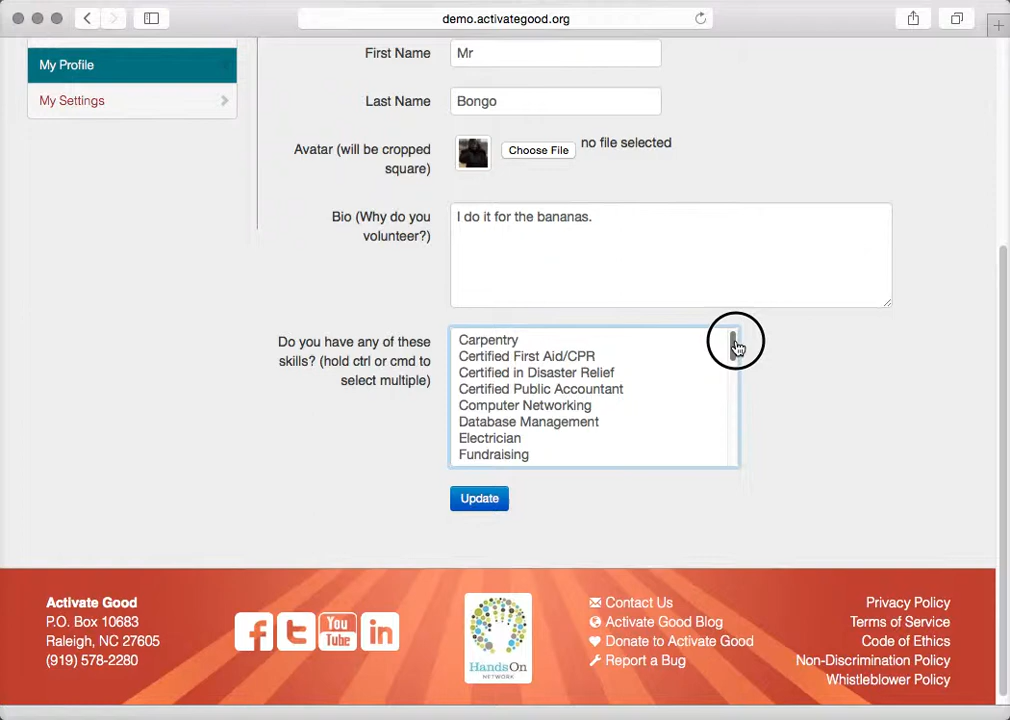 demo.activategood.org
My Profile
My Settings
First Name
Mr
Last Name
Bongo
Avatar (will be cropped
square)
Choose File
no file selected
Bio (Why do you
volunteer?)
I do it for the bananas.
Do you have any of these
skills? (hold ctrl or cmd to
select multiple)
Carpentry
Certified First Aid/CPR
Certified in Disaster Relief
Certified Public Accountant
Computer Networking
Database Management
Electrician
Fundraising
Update
Activate Good
P.O. Box 10683
Raleigh, NC 27605
(919) 578-2280
f
t
You
Tube
in
HandsOn
NETWORK
Contact Us
Activate Good Blog
Donate to Activate Good
Report a Bug
Privacy Policy
Terms of Service
Code of Ethics
Non-Discrimination Policy
Whistleblower Policy